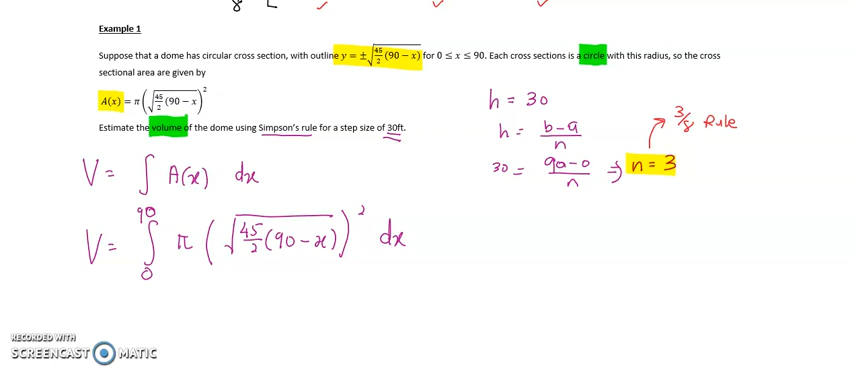 Example 1
Suppose that a dome has circular cross section, with outline y = ±√(45/2 (90 − x)) for 0 ≤ x ≤ 90. Each cross sections is a circle with this radius, so the cross
sectional area are given by
A(x) = π(√(45/2 (90 − x)))²
Estimate the volume of the dome using Simpson's rule for a step size of 30ft.
V = ∫ A(x) dx
V = ∫₀⁹⁰ π (√(45/2 (90 − x)))² dx
h = 30
h = (b − a)/n
30 = (90 − 0)/n ⇒ n = 3
3/8 Rule
RECORDED WITH
SCREENCAST MATIC